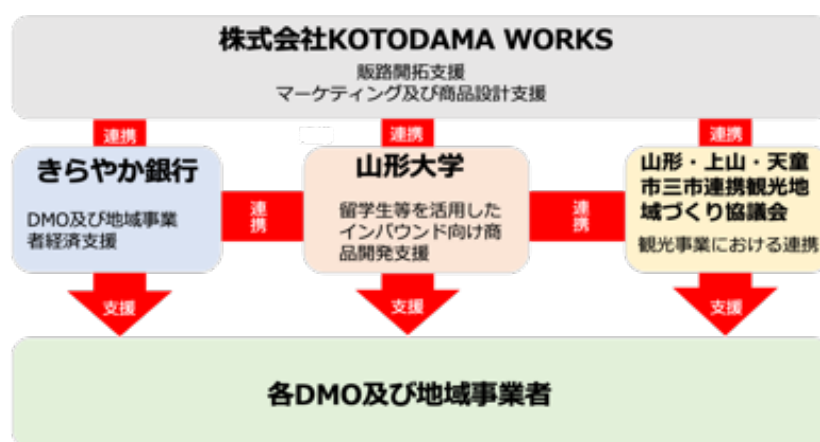 株式会社KOTODAMA WORKS
販路開拓支援
マーケティング及び商品設計支援
連携
連携
連携
きらやか銀行
DMO及び地域事業
者経済支援
連携
山形大学
留学生等を活用した
インバウンド向け商
品開発支援
連携
山形・上山・天童
市三市連携観光地
域づくり協議会
観光事業における連携
支援
支援
支援
各DMO及び地域事業者